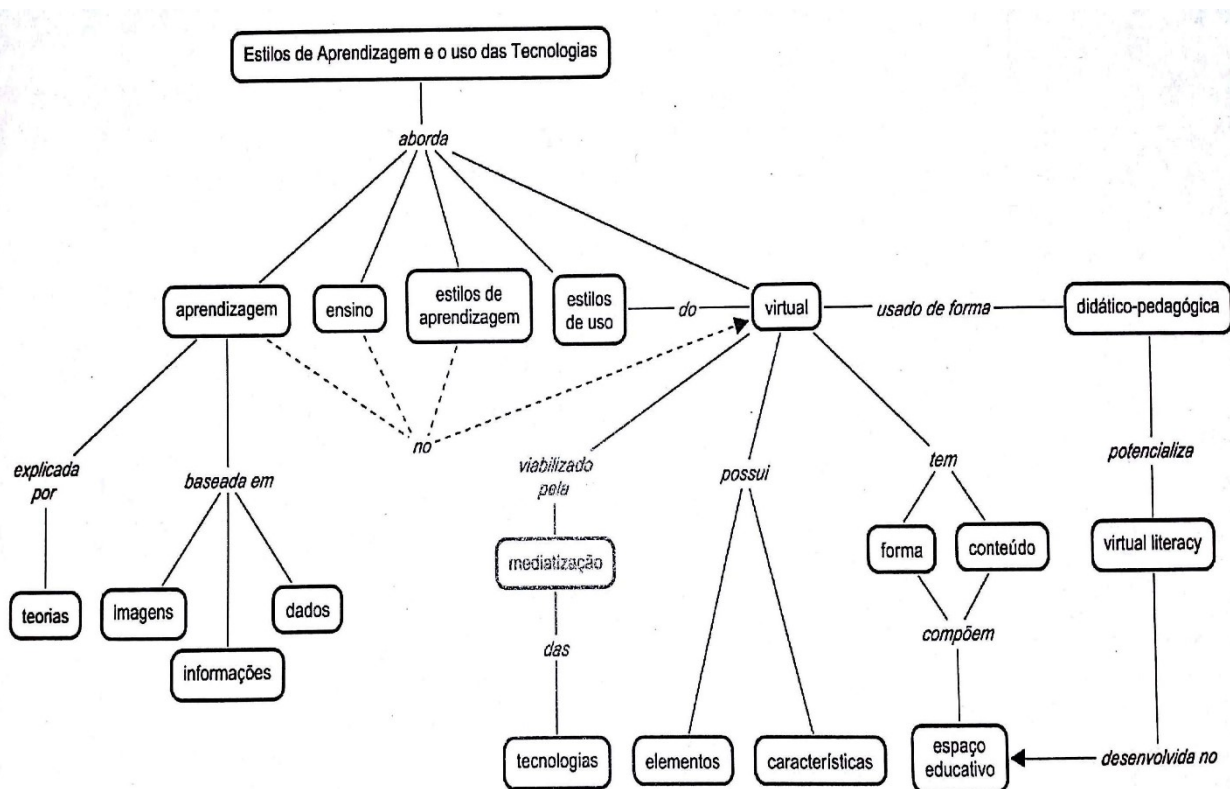 Estilos de Aprendizagem e o uso das Tecnologias
aborda
aprendizagem
ensino
estilos de
aprendizagem
estilos
de uso
do
virtual
usado de forma
didático-pedagógica
no
explicada
por
baseada em
viabilizado
pela
possui
tem
potencializa
mediatização
forma
conteúdo
virtual literacy
teorias
imagens
dados
informações
das
compõem
tecnologias
elementos
características
espaço
educativo
desenvolvida no